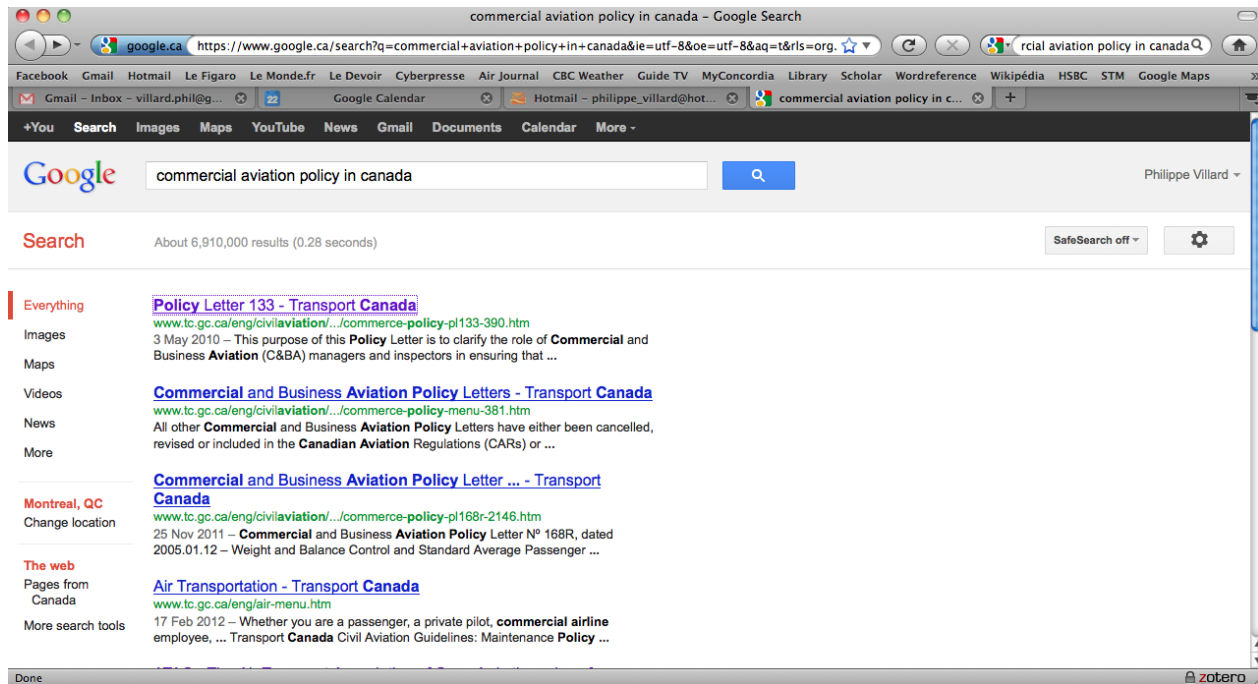 commercial aviation policy in canada – Google Search
google.ca https://www.google.ca/search?q=commercial+aviation+policy+in+canada&ie=utf-8&oe=utf-8&aq=t&rls=org. rcial aviation policy in canada
Facebook Gmail Hotmail Le Figaro Le Monde.fr Le Devoir Cyberpresse Air Journal CBC Weather Guide TV MyConcordia Library Scholar Wordreference Wikipédia HSBC STM Google Maps »
Gmail – Inbox – villard.phil@g... 22 Google Calendar Hotmail – philippe_villard@hot... commercial aviation policy in c... +
+You Search Images Maps YouTube News Gmail Documents Calendar More
Google commercial aviation policy in canada Philippe Villard
Search About 6,910,000 results (0.28 seconds) SafeSearch off
Everything
Images
Maps
Videos
News
More
Montreal, QC
Change location
The web
Pages from
Canada
More search tools
Policy Letter 133 - Transport Canada
www.tc.gc.ca/eng/civilaviation/.../commerce-policy-pl133-390.htm
3 May 2010 – This purpose of this Policy Letter is to clarify the role of Commercial and
Business Aviation (C&BA) managers and inspectors in ensuring that ...
Commercial and Business Aviation Policy Letters - Transport Canada
www.tc.gc.ca/eng/civilaviation/.../commerce-policy-menu-381.htm
All other Commercial and Business Aviation Policy Letters have either been cancelled,
revised or included in the Canadian Aviation Regulations (CARs) or ...
Commercial and Business Aviation Policy Letter ... - Transport
Canada
www.tc.gc.ca/eng/civilaviation/.../commerce-policy-pl168r-2146.htm
25 Nov 2011 – Commercial and Business Aviation Policy Letter Nº 168R, dated
2005.01.12 – Weight and Balance Control and Standard Average Passenger ...
Air Transportation - Transport Canada
www.tc.gc.ca/eng/air-menu.htm
17 Feb 2012 – Whether you are a passenger, a private pilot, commercial airline
employee, ... Transport Canada Civil Aviation Guidelines: Maintenance Policy ...
Done zotero